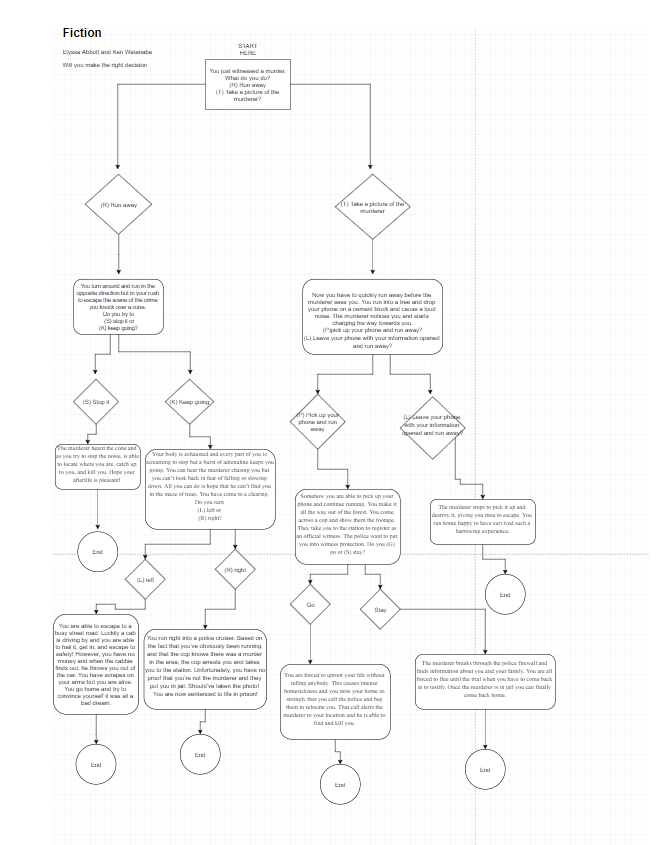 Fiction
Elyssa Abbott and Ken Watanabe
Will you make the right decision
START
HERE
You just witnessed a murder.
What do you do?
(R) Run away
(T) Take a picture of the
murderer?
(R) Run away
(T) Take a picture of the
murderer
You turn around and run in the
opposite direction but in your rush
to escape the scene of the crime
you knock over a cone.
Do you try to
(S) stop it or
(K) keep going?
Now you have to quickly run away before the
murderer sees you. You run into a tree and drop
your phone on a cement block and cause a loud
noise. The murderer notices you and starts
charging his way towards you.
(P)pick up your phone and run away?
(L) Leave your phone with your information opened
and run away?
(S) Stop it
(K) Keep going
(P) Pick up your
phone and run
away
(L) Leave your phone
with your information
opened and run away?
The murderer heard the cone and
as you try to stop the noise, is able
to locate where you are, catch up
to you, and kill you. Hope your
afterlife is pleasant!
Your body is exhausted and every part of you is
screaming to stop but a burst of adrenaline keeps you
going. You can hear the murderer chasing you but
you can't look back in fear of falling or slowing
down. All you can do is hope that he can't find you
in the maze of trees. You have come to a clearing.
Do you turn
(L) left or
(R) right?
Somehow you are able to pick up your
phone and continue running. You make it
all the way out of the forest. You come
across a cop and show them the footage.
They take you to the station to register as
an official witness. The police want to put
you into witness protection. Do you (G)
go or (S) stay?
The murderer stops to pick it up and
destroy it, giving you time to escape. You
run home happy to have survived such a
harrowing experience.
End
(L) left
(R) right
Go
Stay
End
You are able to escape to a
busy street road. Luckily a cab
is driving by and you are able
to hail it, get in, and escape to
safety! However, you have no
money and when the cabbie
finds out, he throws you out of
the car. You have scrapes on
your arms but you are alive.
You go home and try to
convince yourself it was all a
bad dream.
You run right into a police cruiser. Based on
the fact that you've obviously been running
and that the cop knows there was a murder
in the area, the cop arrests you and takes
you to the station. Unfortunately, you have no
proof that you're not the murderer and they
put you in jail. Should've taken the photo!
You are now sentenced to life in prison!
You are forced to uproot your life without
telling anybody. This causes intense
homesickness and you miss your home so
strongly that you call the police and beg
them to relocate you. That call alerts the
murderer to your location and he is able to
find and kill you.
The murderer breaks through the police firewall and
finds information about you and your family. You are all
forced to flee until the trial when you have to come back
in to testify. Once the murderer is in jail you can finally
come back home.
End
End
End
End